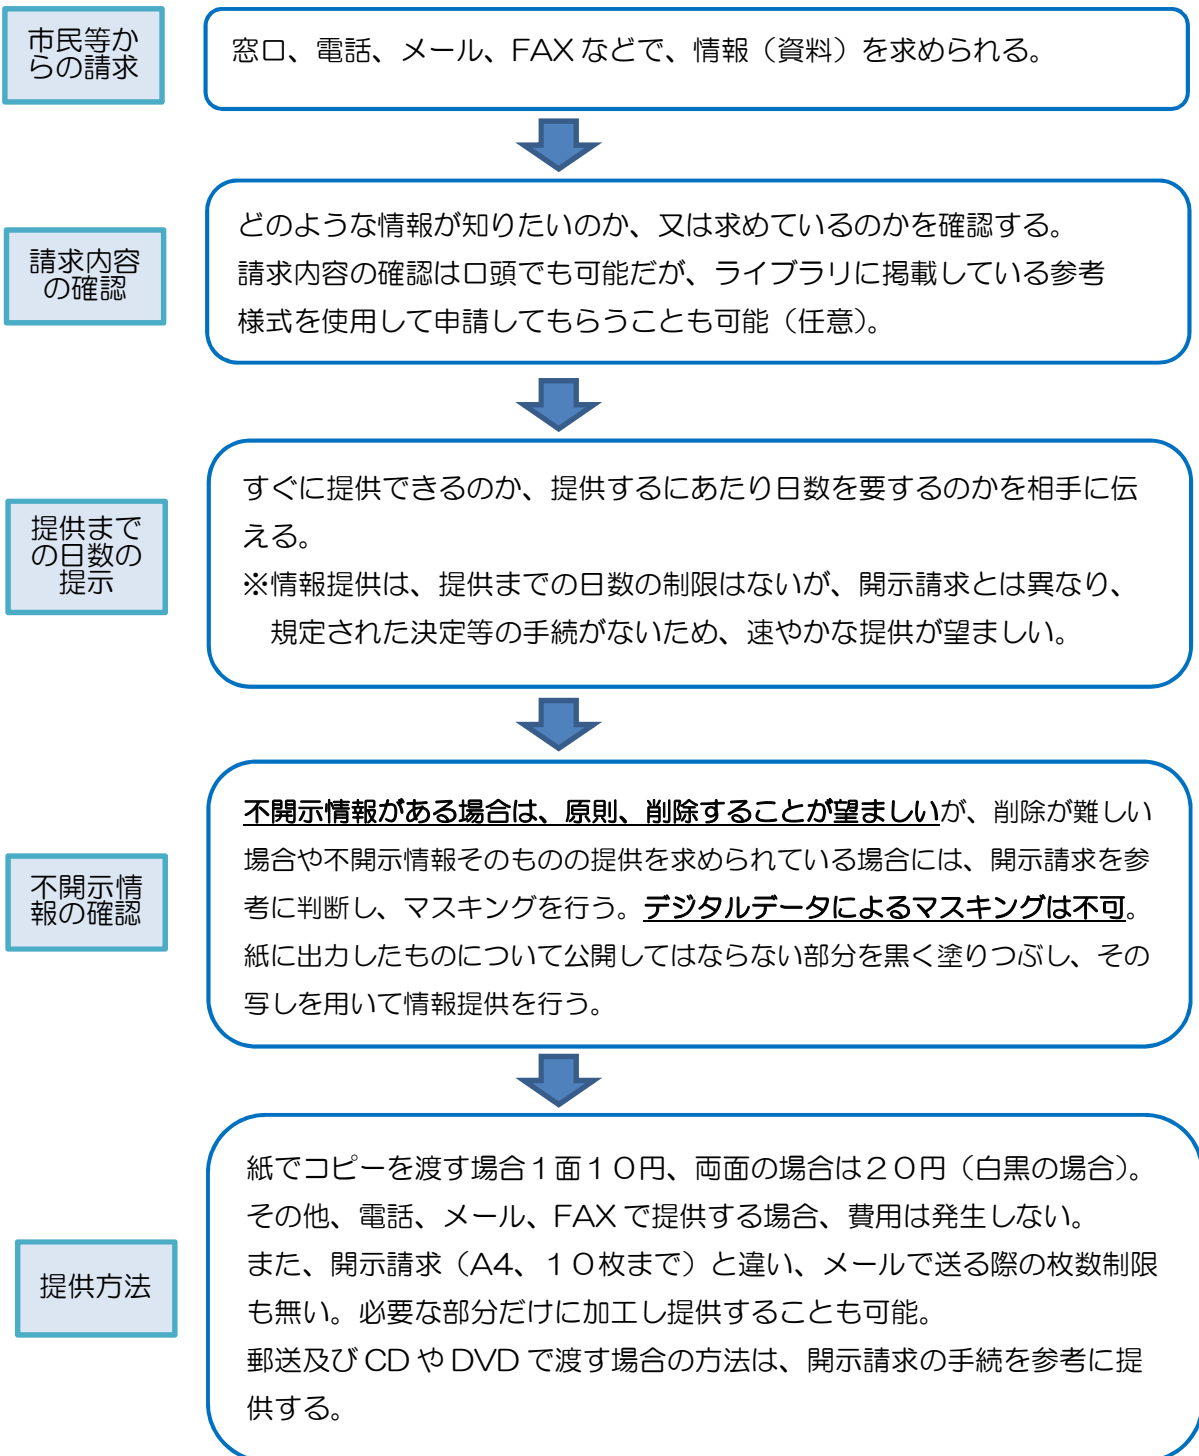 市民等か
らの請求
窓口、電話、メール、FAXなどで、情報（資料）を求められる。
請求内容
の確認
どのような情報が知りたいのか、又は求めているのかを確認する。
請求内容の確認は口頭でも可能だが、ライブラリに掲載している参考
様式を使用して申請してもらうことも可能（任意）。
提供まで
の日数の
提示
すぐに提供できるのか、提供するにあたり日数を要するのかを相手に伝
える。
※情報提供は、提供までの日数の制限はないが、開示請求とは異なり、
規定された決定等の手続がないため、速やかな提供が望ましい。
不開示情
報の確認
不開示情報がある場合は、原則、削除することが望ましいが、削除が難しい
場合や不開示情報そのものの提供を求められている場合には、開示請求を参
考に判断し、マスキングを行う。デジタルデータによるマスキングは不可。
紙に出力したものについて公開してはならない部分を黒く塗りつぶし、その
写しを用いて情報提供を行う。
提供方法
紙でコピーを渡す場合１面１０円、両面の場合は２０円（白黒の場合）。
その他、電話、メール、FAXで提供する場合、費用は発生しない。
また、開示請求（A4、１０枚まで）と違い、メールで送る際の枚数制限
も無い。必要な部分だけに加工し提供することも可能。
郵送及びCDやDVDで渡す場合の方法は、開示請求の手続を参考に提
供する。